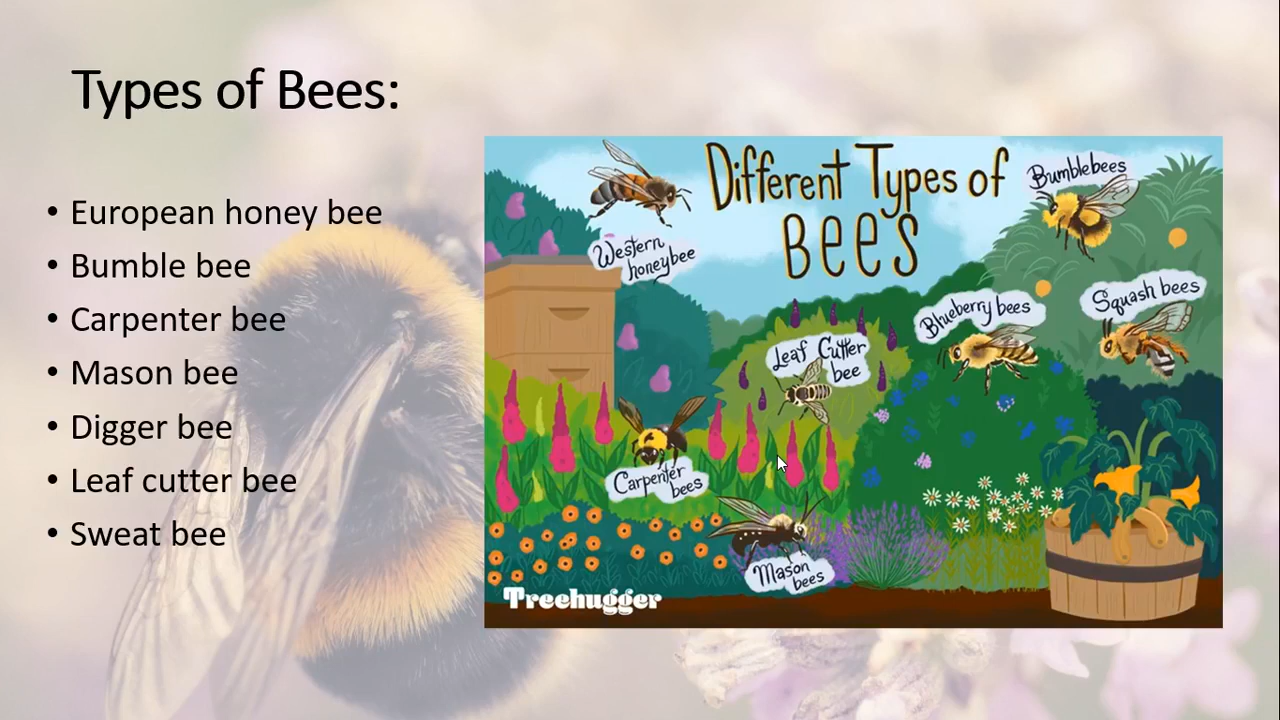 Types of Bees:
• European honey bee
• Bumble bee
• Carpenter bee
• Mason bee
• Digger bee
• Leaf cutter bee
• Sweat bee
Different Types of
BEES
Bumblebees
Western
honeybee
Squash bees
Blueberry bees
Leaf Cutter
bee
Carpenter
bees
Mason
bees
Treehugger